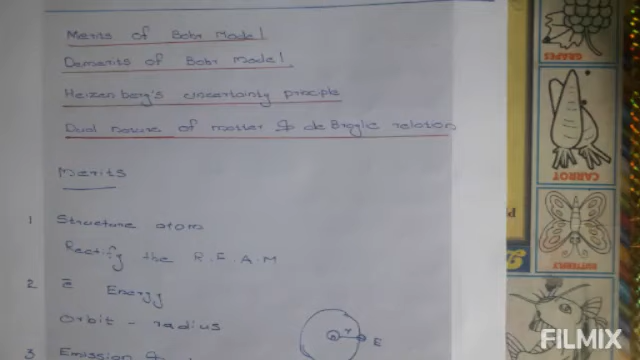 Merits of Bohr Model
Demerits of Bohr Model.
Heizenberg's uncertainty principle
Dual nature of matter & de Broglie relation
Merits
1 Structure atom
Rectify the R.F.A.M
2 ē Energy
Orbit - radius
r E
3 Emission &
GRAPES
CARROT
BUTTERFLY
FILMIX